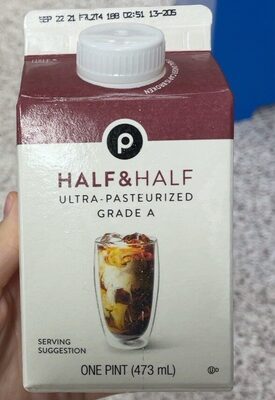 SEP 22 21 F7L2T4 188 02:51 13-205
P
HALF&HALF
ULTRA-PASTEURIZED
GRADE A
SERVING
SUGGESTION
ONE PINT (473 mL)